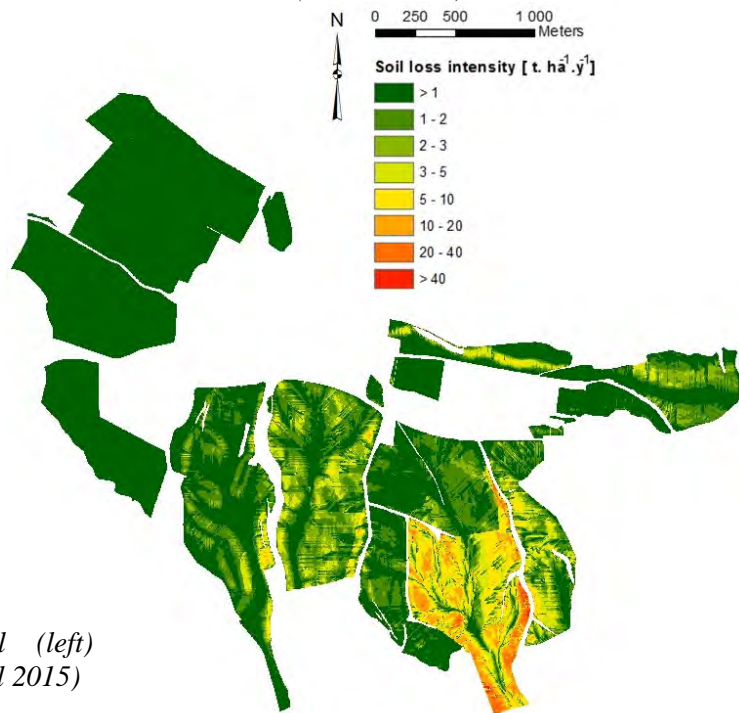 N
0 250 500 1 000
Meters
Soil loss intensity [ t. ha⁻¹.y⁻¹]
> 1
1 - 2
2 - 3
3 - 5
5 - 10
10 - 20
20 - 40
> 40
(left)
2015)